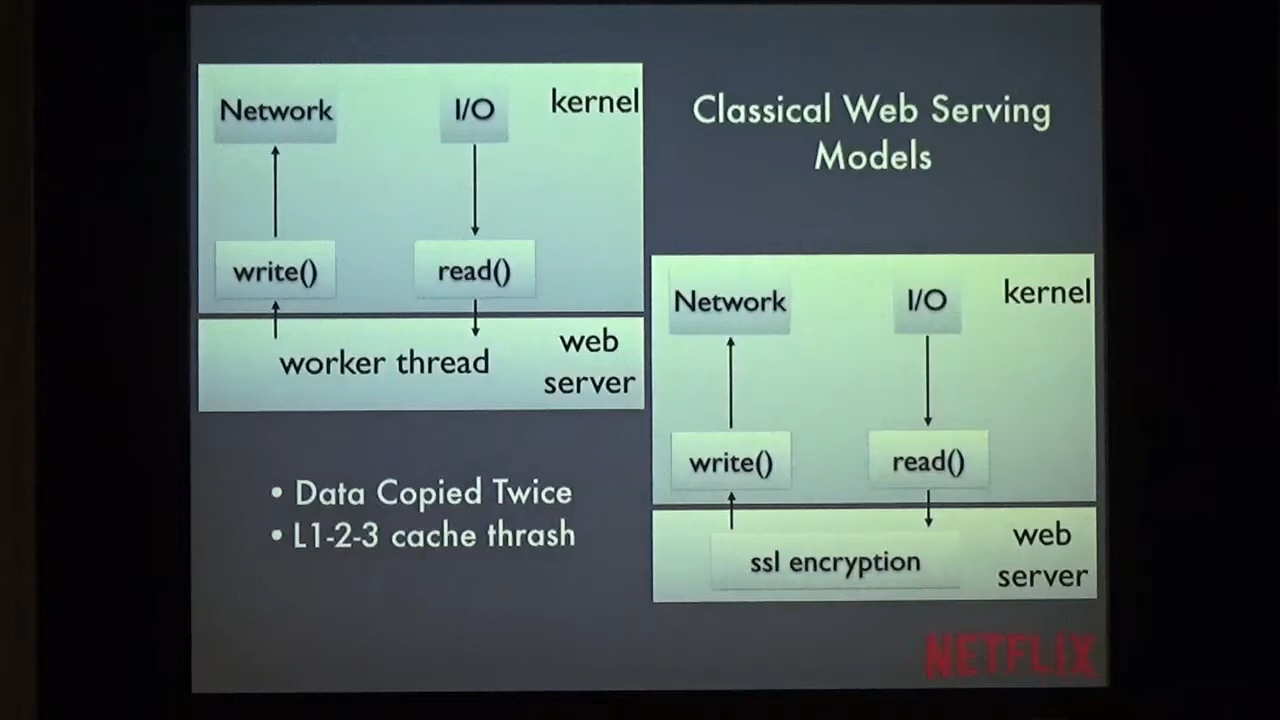 Classical Web Serving
Models
Network
I/O
kernel
write()
read()
worker thread
web
server
Network
I/O
kernel
write()
read()
ssl encryption
web
server
• Data Copied Twice
• L1-2-3 cache thrash
NETFLIX